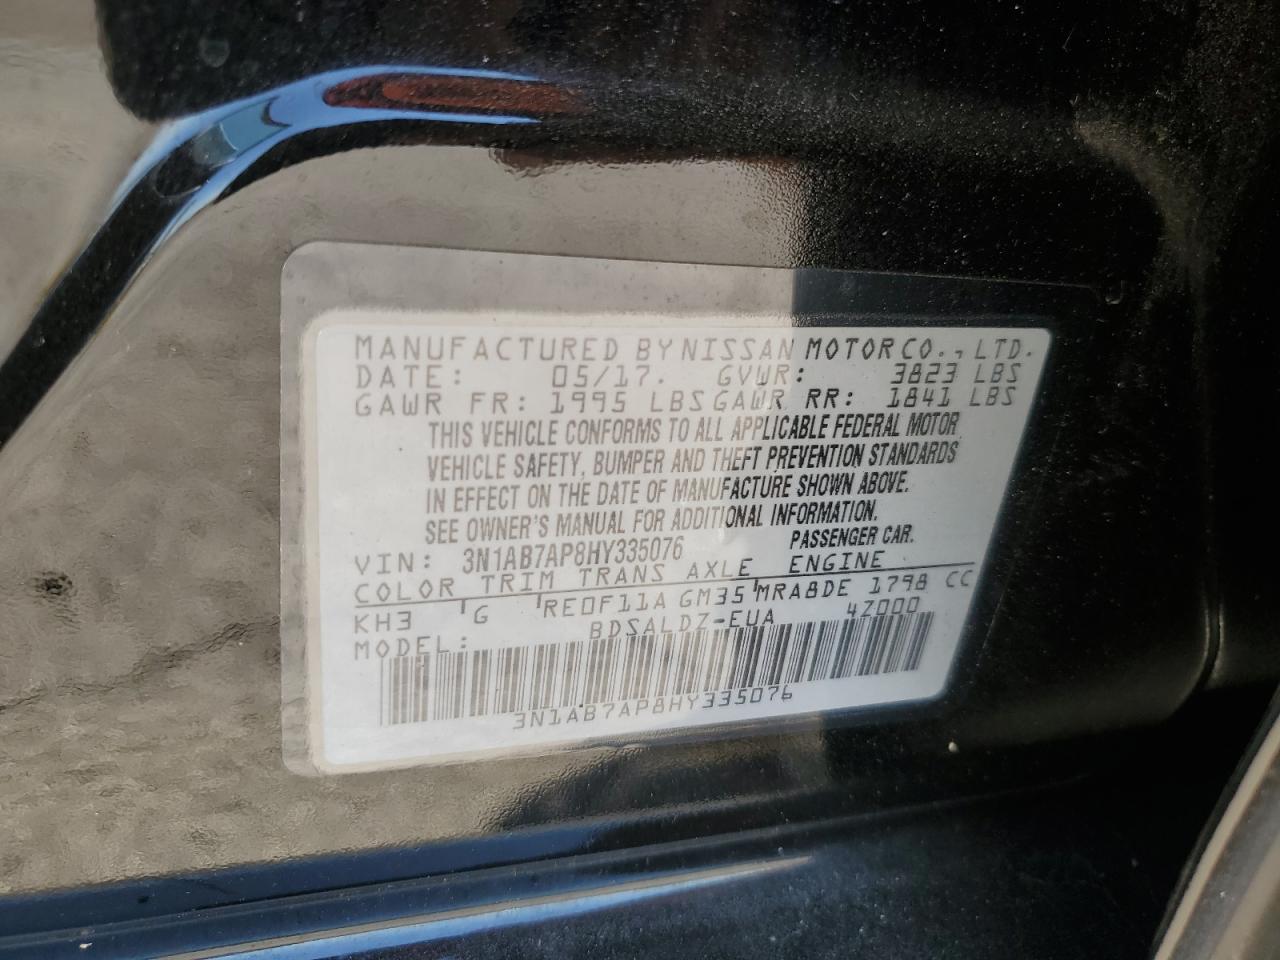 MANUFACTURED BY NISSAN MOTOR CO., LTD.
DATE: 05/17. GVWR: 3823 LBS
GAWR FR: 1995 LBS GAWR RR: 1841 LBS
THIS VEHICLE CONFORMS TO ALL APPLICABLE FEDERAL MOTOR
VEHICLE SAFETY, BUMPER AND THEFT PREVENTION STANDARDS
IN EFFECT ON THE DATE OF MANUFACTURE SHOWN ABOVE.
SEE OWNER'S MANUAL FOR ADDITIONAL INFORMATION.
VIN: 3N1AB7AP8HY335076 PASSENGER CAR.
COLOR TRIM TRANS AXLE ENGINE
KH3 G RE0F11A GM35 MRA8DE 1798 CC
MODEL: BDSALDZ-EUA 4Z000
3N1AB7AP8HY335076